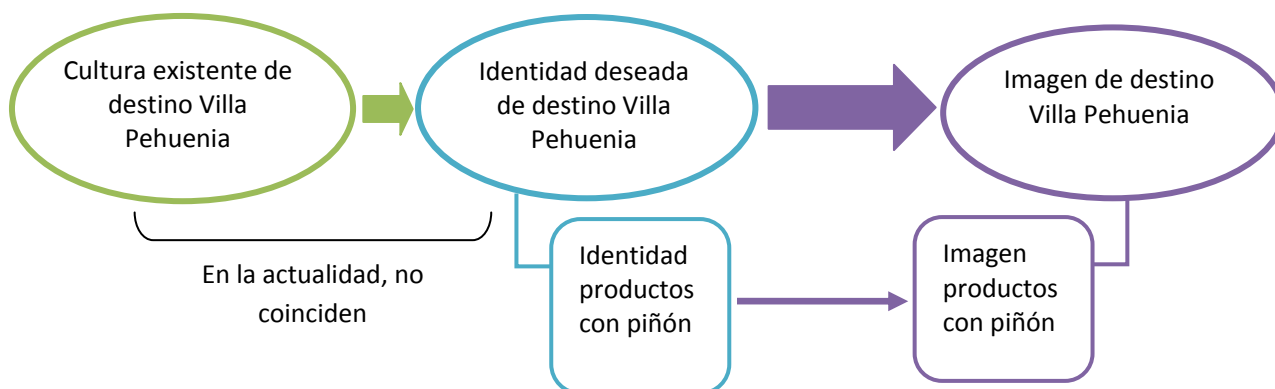 Cultura existente de
destino Villa
Pehuenia
Identidad deseada
de destino Villa
Pehuenia
Imagen de destino
Villa Pehuenia
En la actualidad, no
coinciden
Identidad
productos
con piñón
Imagen
productos
con piñón